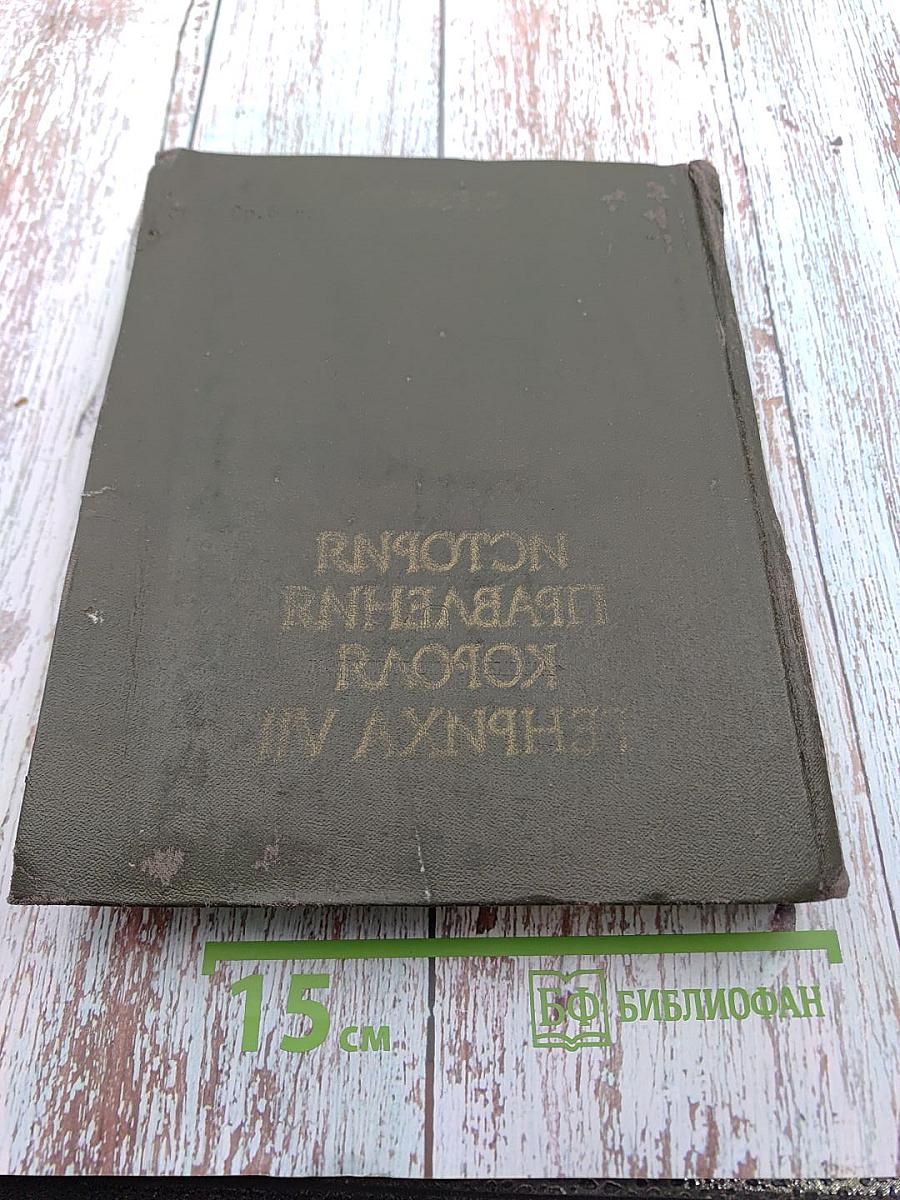 ИСТОРИЯ
ПРАВЛЕНИЯ
КОРОЛЯ
ГЕНРИХА VII
15 см
БФ БИБЛИОФАН